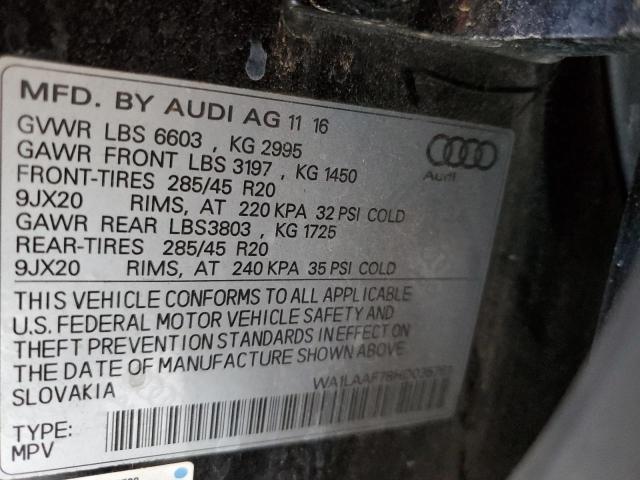 MFD. BY AUDI AG 11 16
GVWR LBS 6603 , KG 2995
GAWR FRONT LBS 3197 , KG 1450
FRONT-TIRES 285/45 R20
9JX20 RIMS, AT 220 KPA 32 PSI COLD
GAWR REAR LBS3803 , KG 1725
REAR-TIRES 285/45 R20
9JX20 RIMS, AT 240 KPA 35 PSI COLD
Audi
THIS VEHICLE CONFORMS TO ALL APPLICABLE
U.S. FEDERAL MOTOR VEHICLE SAFETY AND
THEFT PREVENTION STANDARDS IN EFFECT ON
THE DATE OF MANUFACTURE SHOWN ABOVE.
SLOVAKIA
TYPE:
MPV